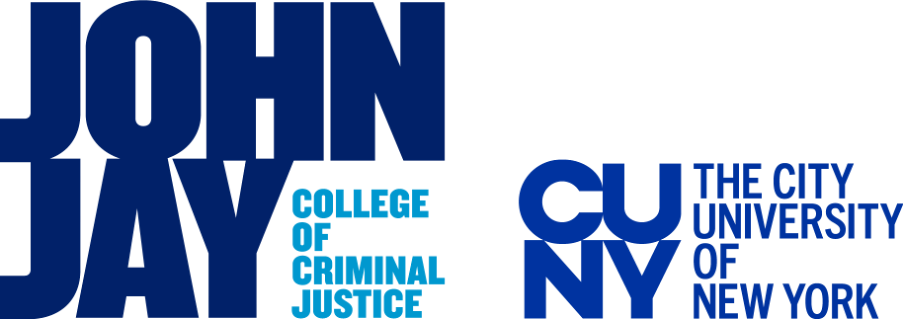 JOHN
JAY
COLLEGE
OF
CRIMINAL
JUSTICE
CU
NY
THE CITY
UNIVERSITY
OF
NEW YORK